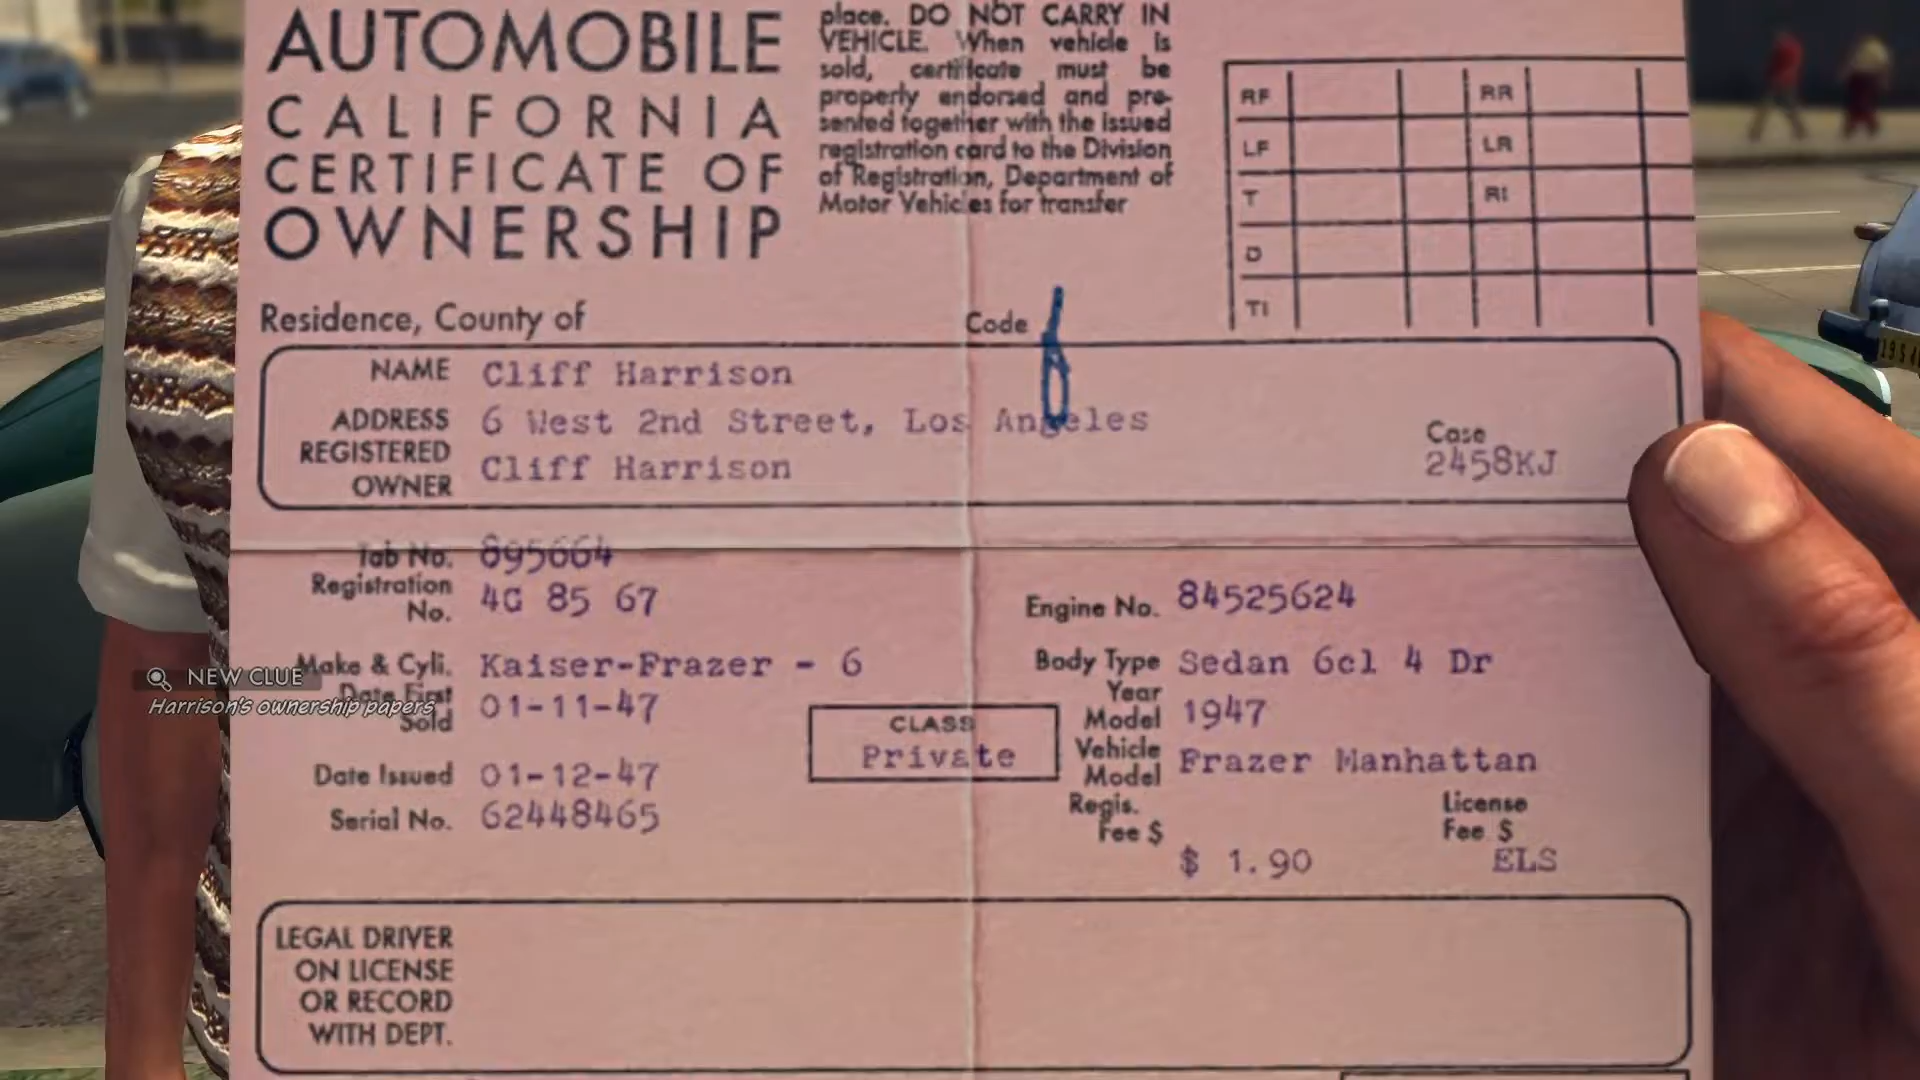 AUTOMOBILE
CALIFORNIA
CERTIFICATE OF
OWNERSHIP
place. DO NOT CARRY IN
VEHICLE. When vehicle is
sold, certificate must be
properly endorsed and pre-
sented together with the issued
registration card to the Division
of Registration, Department of
Motor Vehicles for transfer
RF RR
LF LR
T RI
D
TI
Residence, County of
Code
NAME Cliff Harrison
ADDRESS 6 West 2nd Street, Los Angeles
REGISTERED
OWNER Cliff Harrison
Case
2458KJ
Tab No. 895664
Registration
No. 4G 85 67
Engine No. 84525624
Make & Cyli. Kaiser-Frazer - 6
Body Type Sedan 6cl 4 Dr
NEW CLUE
Harrison's ownership papers
Date First
Sold 01-11-47
Year
Model 1947
CLASS
Private
Vehicle
Model Frazer Manhattan
Date Issued 01-12-47
Serial No. 62448465
Regis.
Fee $
$ 1.90
License
Fee $
ELS
LEGAL DRIVER
ON LICENSE
OR RECORD
WITH DEPT.